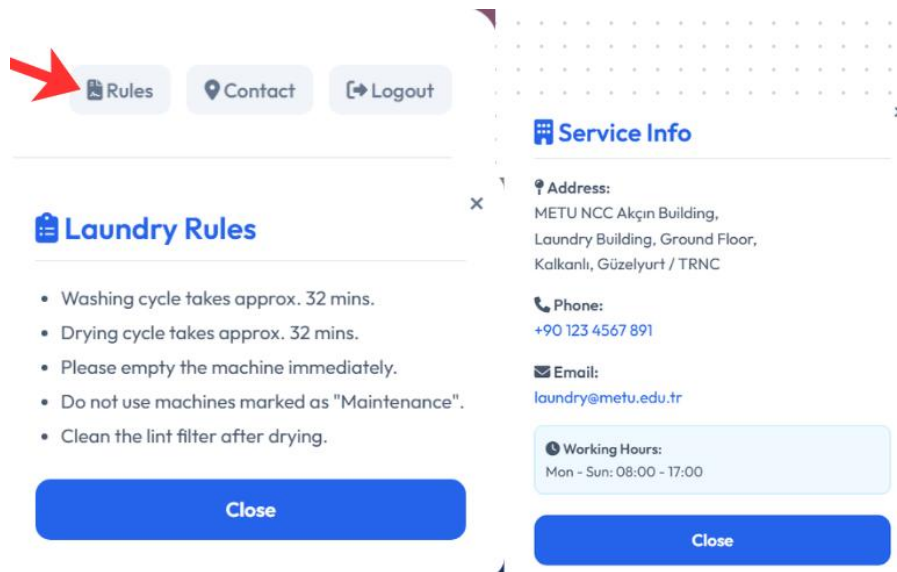 Rules
Contact
Logout
Laundry Rules
• Washing cycle takes approx. 32 mins.
• Drying cycle takes approx. 32 mins.
• Please empty the machine immediately.
• Do not use machines marked as "Maintenance".
• Clean the lint filter after drying.
Close
Service Info
Address:
METU NCC Akçın Building,
Laundry Building, Ground Floor,
Kalkanlı, Güzelyurt / TRNC
Phone:
+90 123 4567 891
Email:
laundry@metu.edu.tr
Working Hours:
Mon - Sun: 08:00 - 17:00
Close